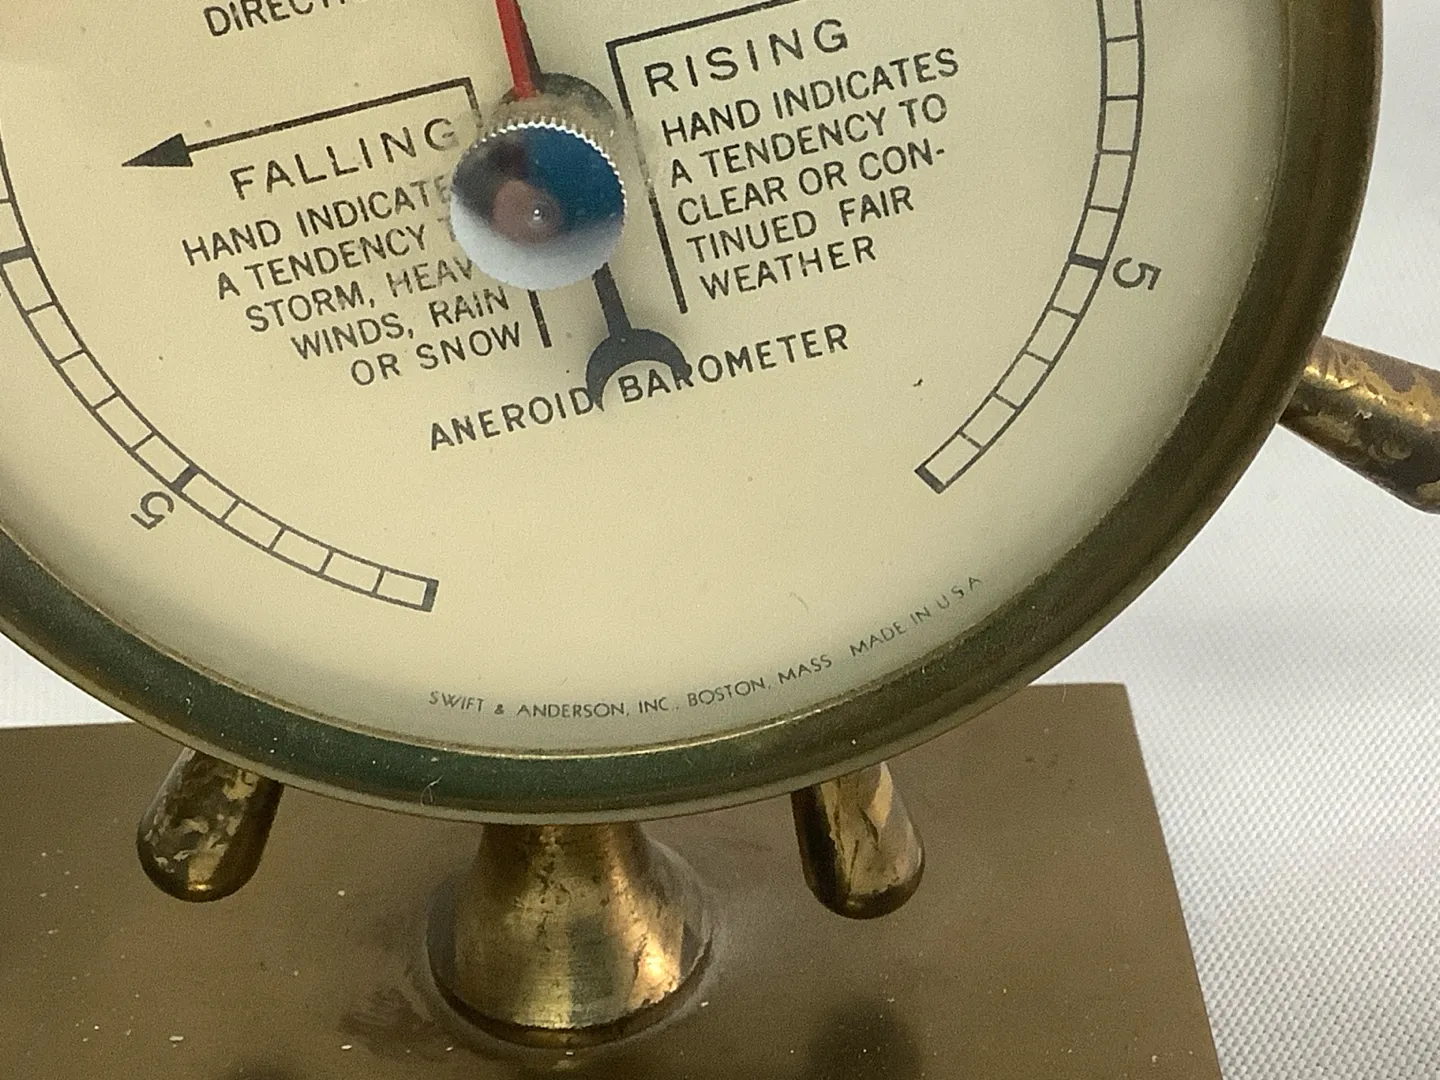 RISING
HAND INDICATES
A TENDENCY TO
CLEAR OR CON-
TINUED FAIR
WEATHER
FALLING
HAND INDICATE
A TENDENCY
STORM, HEAV
WINDS, RAIN
OR SNOW
ANEROID BAROMETER
5
5
SWIFT & ANDERSON, INC., BOSTON, MASS MADE IN U S A